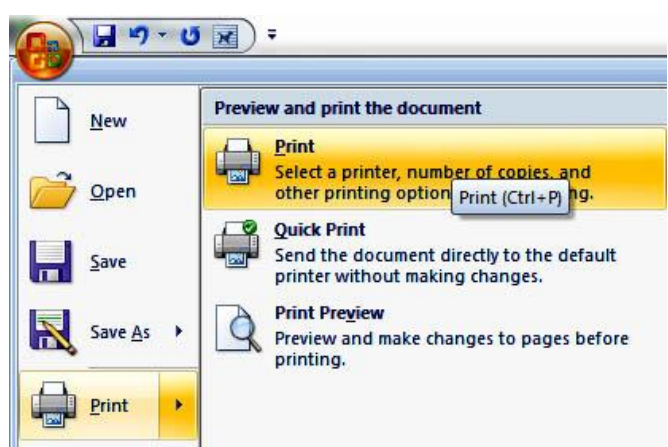 New
Open
Save
Save As
Print
Preview and print the document
Print
Select a printer, number of copies, and
other printing option ng.
Print (Ctrl+P)
Quick Print
Send the document directly to the default
printer without making changes.
Print Preview
Preview and make changes to pages before
printing.